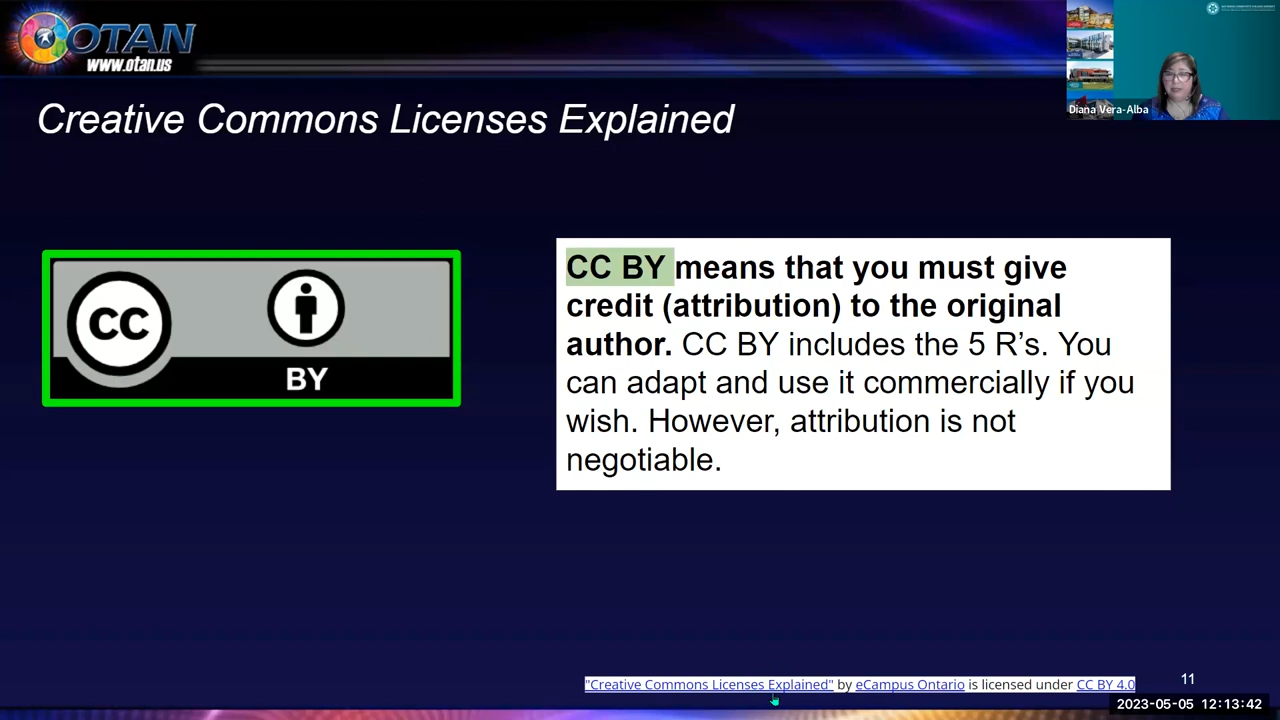 OTAN
www.otan.us
Diana Vera-Alba
Creative Commons Licenses Explained
CC
BY
CC BY means that you must give
credit (attribution) to the original
author. CC BY includes the 5 R’s. You
can adapt and use it commercially if you
wish. However, attribution is not
negotiable.
"Creative Commons Licenses Explained" by eCampus Ontario is licensed under CC BY 4.0
11
2023-05-05 12:13:42